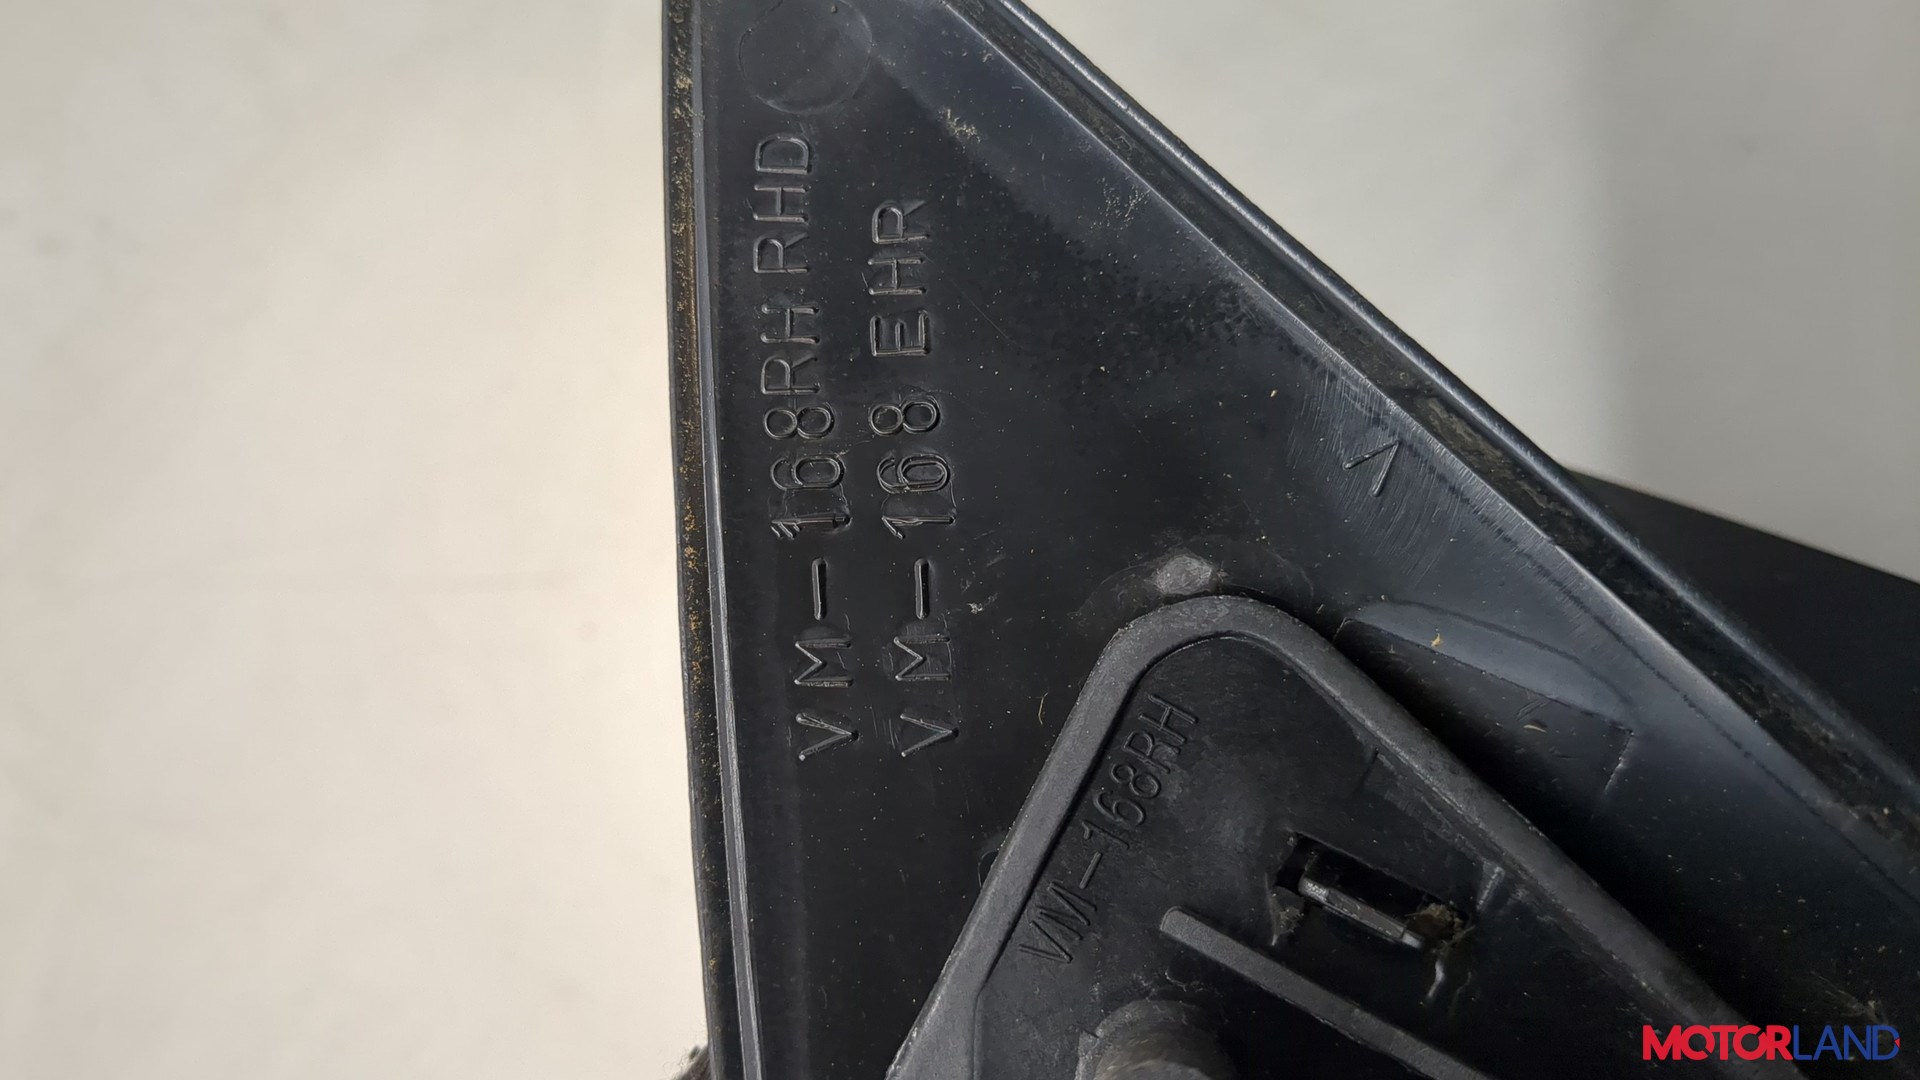 VM-168RH RHD
VM-168 EHR
VM-168RH
MOTORLAND